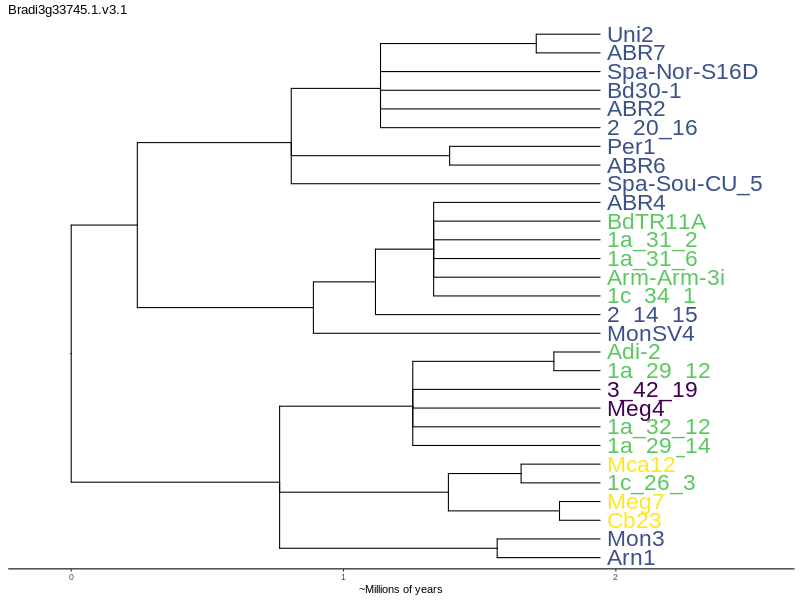 Bradi3g33745.1.v3.1
Uni2
ABR7
Spa-Nor-S16D
Bd30-1
ABR2
2_20_16
Per1
ABR6
Spa-Sou-CU_5
ABR4
BdTR11A
1a_31_2
1a_31_6
Arm-Arm-3i
1c_34_1
2_14_15
MonSV4
Adi-2
1a_29_12
3_42_19
Meg4
1a_32_12
1a_29_14
Mca12
1c_26_3
Meg7
Cb23
Mon3
Arn1
0 1 2
~Millions of years